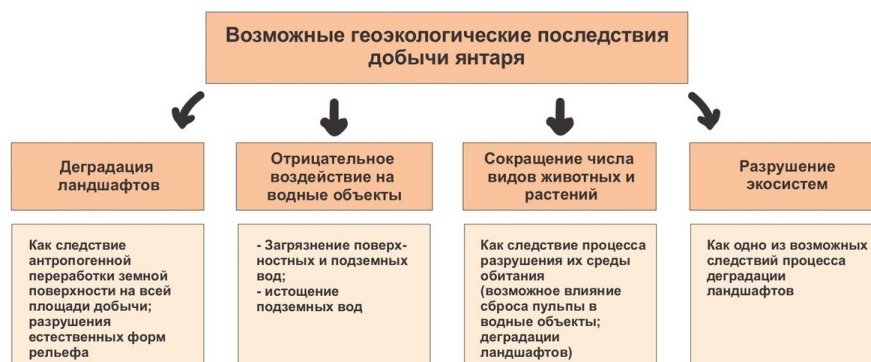 Возможные геоэкологические последствия
добычи янтаря
Деградация
ландшафтов
Отрицательное
воздействие на
водные объекты
Сокращение числа
видов животных и
растений
Разрушение
экосистем
Как следствие
антропогенной
переработки земной
поверхности на всей
площади добычи;
разрушения
естественных форм
рельефа
- Загрязнение поверх-
ностных и подземных
вод;
- истощение
подземных вод
Как следствие процесса
разрушения их среды
обитания
(возможное влияние
сброса пульпы в
водные объекты;
деградации
ландшафтов)
Как одно из возможных
следствий процесса
деградации
ландшафтов